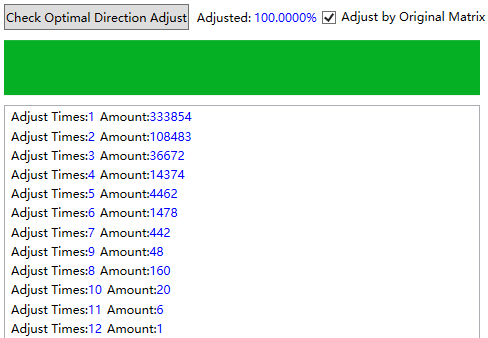 Check Optimal Direction Adjust Adjusted: 100.0000% Adjust by Original Matrix
Adjust Times:1 Amount:333854
Adjust Times:2 Amount:108483
Adjust Times:3 Amount:36672
Adjust Times:4 Amount:14374
Adjust Times:5 Amount:4462
Adjust Times:6 Amount:1478
Adjust Times:7 Amount:442
Adjust Times:9 Amount:48
Adjust Times:8 Amount:160
Adjust Times:10 Amount:20
Adjust Times:11 Amount:6
Adjust Times:12 Amount:1